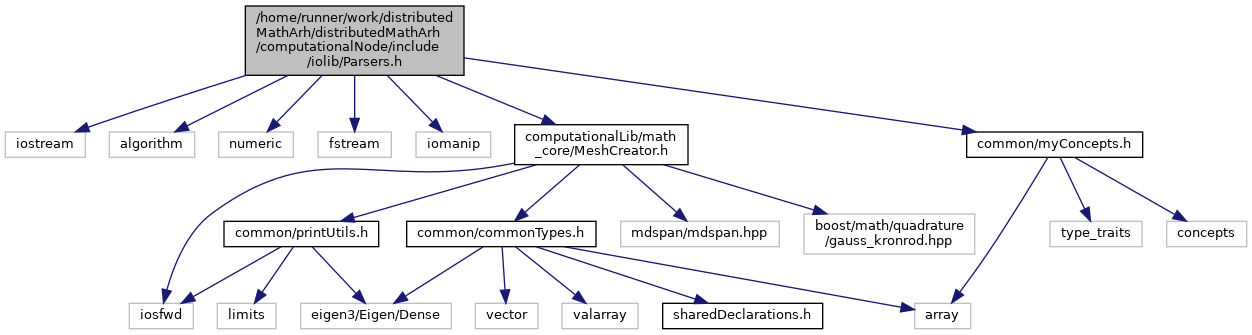 /home/runner/work/distributed
MathArh/distributedMathArh
/computationalNode/include
/iolib/Parsers.h
iostream
algorithm
numeric
fstream
iomanip
computationalLib/math
_core/MeshCreator.h
common/myConcepts.h
common/printUtils.h
common/commonTypes.h
mdspan/mdspan.hpp
boost/math/quadrature
/gauss_kronrod.hpp
type_traits
concepts
iosfwd
limits
eigen3/Eigen/Dense
vector
valarray
sharedDeclarations.h
array